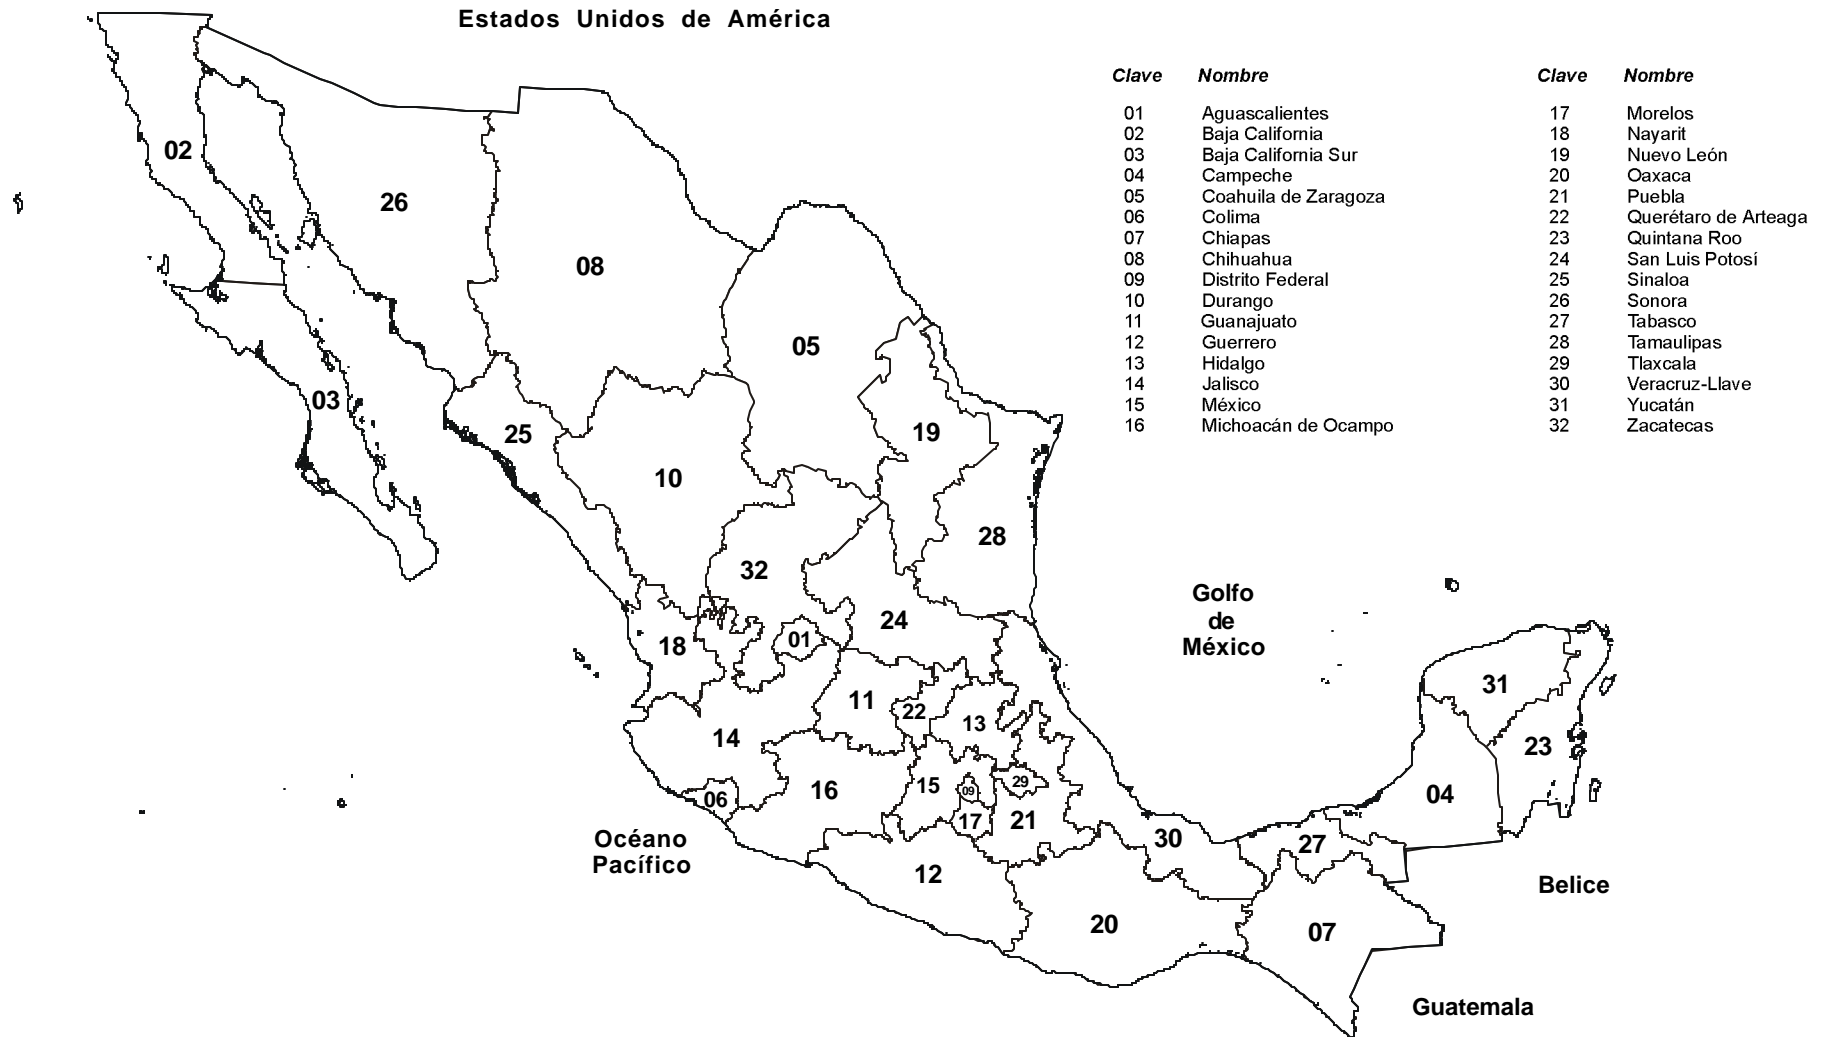 Estados Unidos de América
Clave Nombre
01 Aguascalientes
02 Baja California
03 Baja California Sur
04 Campeche
05 Coahuila de Zaragoza
06 Colima
07 Chiapas
08 Chihuahua
09 Distrito Federal
10 Durango
11 Guanajuato
12 Guerrero
13 Hidalgo
14 Jalisco
15 México
16 Michoacán de Ocampo
Clave Nombre
17 Morelos
18 Nayarit
19 Nuevo León
20 Oaxaca
21 Puebla
22 Querétaro de Arteaga
23 Quintana Roo
24 San Luis Potosí
25 Sinaloa
26 Sonora
27 Tabasco
28 Tamaulipas
29 Tlaxcala
30 Veracruz-Llave
31 Yucatán
32 Zacatecas
02
26
08
05
03
25
19
10
28
32
24
01
18
31
11
22
13
14
23
15
29
09
16
06
04
17
21
30
27
12
20
07
Golfo
de
México
Océano
Pacífico
Belice
Guatemala